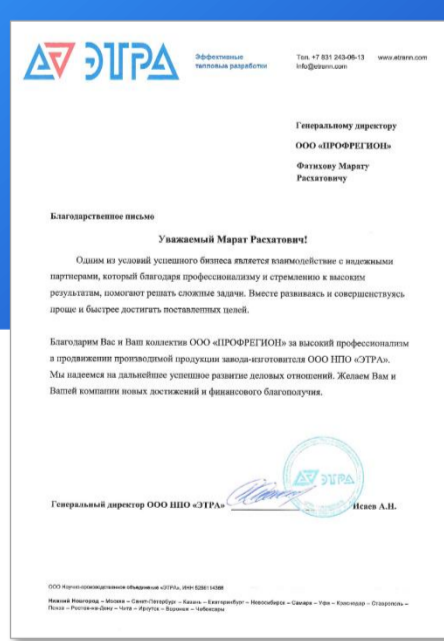 ЭТРА
Эффективные
тепловые разработки
Тел. +7 831 243-06-13 www.etrann.com
info@etrann.com
Генеральному директору
ООО «ПРОФРЕГИОН»
Фатихову Марату
Расхатовичу
Благодарственное письмо
Уважаемый Марат Расхатович!
Одним из условий успешного бизнеса является взаимодействие с надежными
партнерами, который благодаря профессионализму и стремлению к высоким
результатам, помогают решать сложные задачи. Вместе развиваясь и совершенствуясь
проще и быстрее достигать поставленных целей.
Благодарим Вас и Ваш коллектив ООО «ПРОФРЕГИОН» за высокий профессионализм
в продвижении производимой продукции завода-изготовителя ООО НПО «ЭТРА».
Мы надеемся на дальнейшее успешное развитие деловых отношений. Желаем Вам и
Вашей компании новых достижений и финансового благополучия.
ЭТРА
Генеральный директор ООО НПО «ЭТРА» Исаев А.Н.
ООО Научно-производственное объединение «ЭТРА», ИНН
Нижний Новгород – Москва – Санкт-Петербург – Казань – Екатеринбург – Новосибирск – Самара – Уфа – Краснодар – Ставрополь –
Пенза – Ростов-на-Дону – Чита – Иркутск – Воронеж – Чебоксары